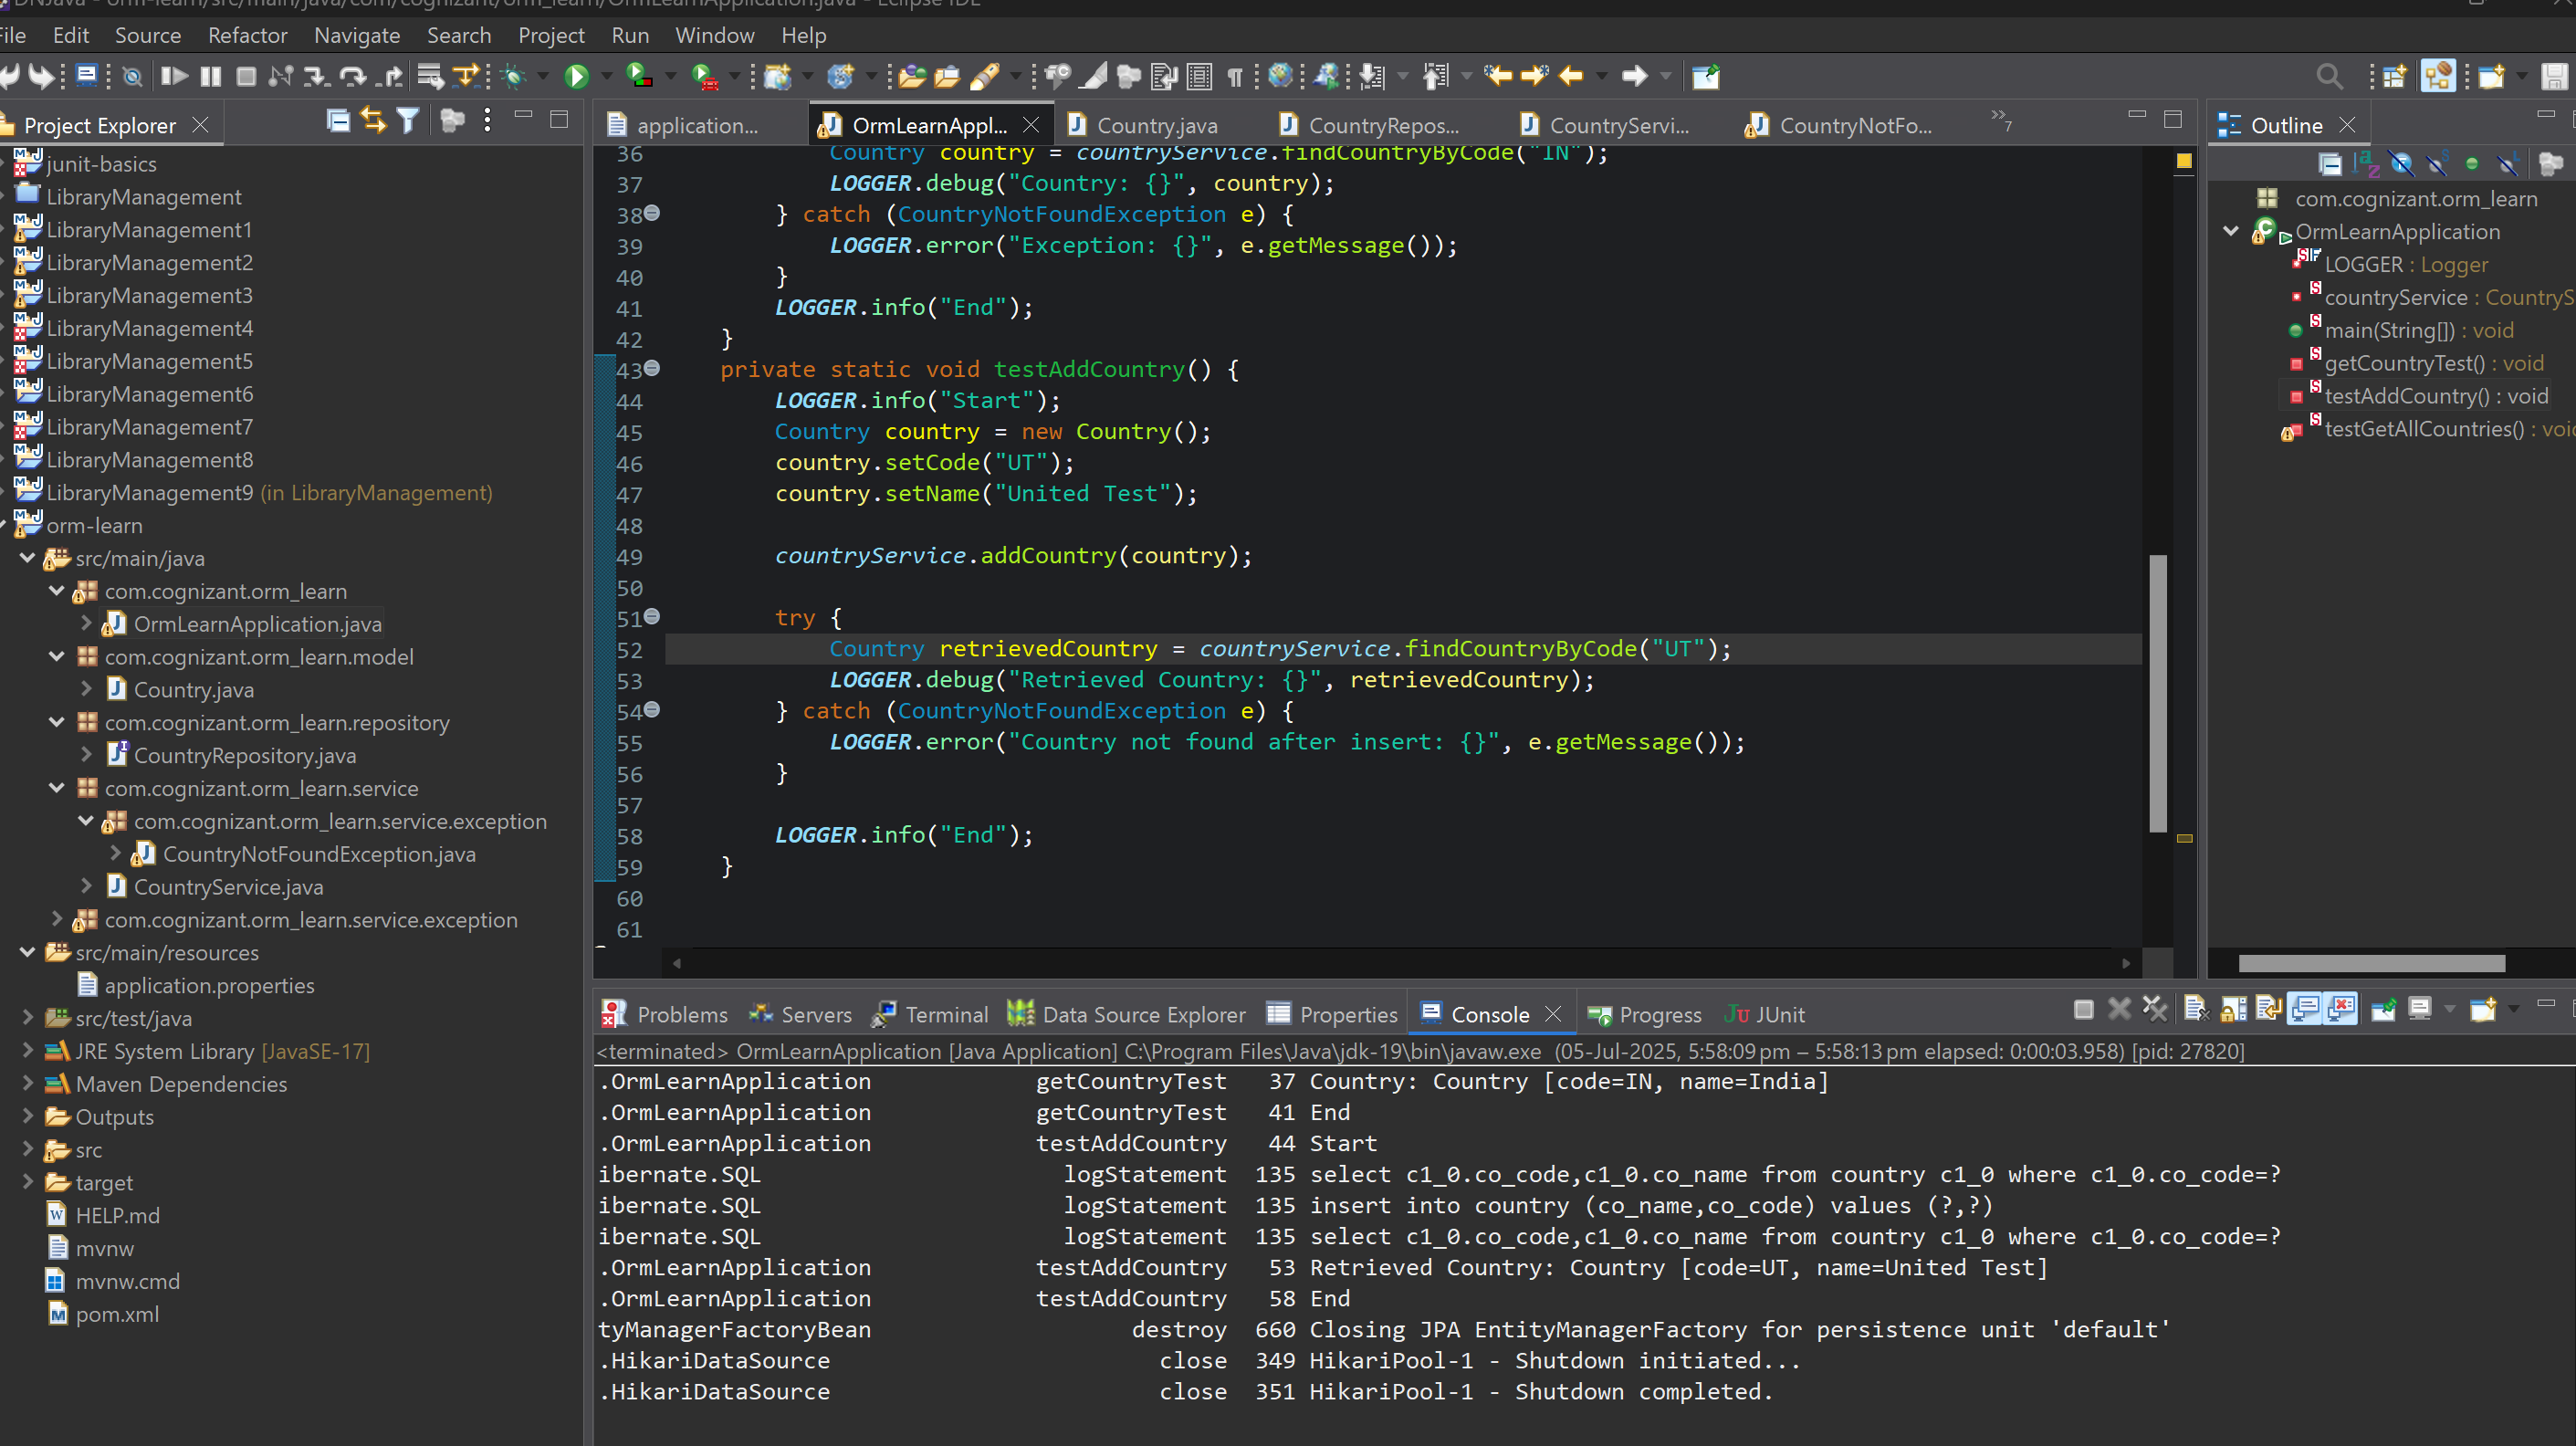 DNJava - orm-learn/src/main/java/com/cognizant/orm_learn/OrmLearnApplication.java - Eclipse IDE
File Edit Source Refactor Navigate Search Project Run Window Help
Project Explorer
junit-basics
LibraryManagement
LibraryManagement1
LibraryManagement2
LibraryManagement3
LibraryManagement4
LibraryManagement5
LibraryManagement6
LibraryManagement7
LibraryManagement8
LibraryManagement9 (in LibraryManagement)
orm-learn
src/main/java
com.cognizant.orm_learn
OrmLearnApplication.java
com.cognizant.orm_learn.model
Country.java
com.cognizant.orm_learn.repository
CountryRepository.java
com.cognizant.orm_learn.service
com.cognizant.orm_learn.service.exception
CountryNotFoundException.java
CountryService.java
com.cognizant.orm_learn.service.exception
src/main/resources
application.properties
src/test/java
JRE System Library [JavaSE-17]
Maven Dependencies
Outputs
src
target
HELP.md
mvnw
mvnw.cmd
pom.xml
application... OrmLearnAppl... Country.java CountryRepos... CountryServi... CountryNotFo... »7
36 Country country = countryService.findCountryByCode("IN");
37 LOGGER.debug("Country: {}", country);
38 } catch (CountryNotFoundException e) {
39 LOGGER.error("Exception: {}", e.getMessage());
40 }
41 LOGGER.info("End");
42 }
43 private static void testAddCountry() {
44 LOGGER.info("Start");
45 Country country = new Country();
46 country.setCode("UT");
47 country.setName("United Test");
48
49 countryService.addCountry(country);
50
51 try {
52 Country retrievedCountry = countryService.findCountryByCode("UT");
53 LOGGER.debug("Retrieved Country: {}", retrievedCountry);
54 } catch (CountryNotFoundException e) {
55 LOGGER.error("Country not found after insert: {}", e.getMessage());
56 }
57
58 LOGGER.info("End");
59 }
60
61
Outline
com.cognizant.orm_learn
OrmLearnApplication
LOGGER : Logger
countryService : CountryS
main(String[]) : void
getCountryTest() : void
testAddCountry() : void
testGetAllCountries() : void
Problems Servers Terminal Data Source Explorer Properties Console Progress JUnit
<terminated> OrmLearnApplication [Java Application] C:\Program Files\Java\jdk-19\bin\javaw.exe (05-Jul-2025, 5:58:09 pm – 5:58:13 pm elapsed: 0:00:03.958) [pid: 27820]
.OrmLearnApplication getCountryTest 37 Country: Country [code=IN, name=India]
.OrmLearnApplication getCountryTest 41 End
.OrmLearnApplication testAddCountry 44 Start
ibernate.SQL logStatement 135 select c1_0.co_code,c1_0.co_name from country c1_0 where c1_0.co_code=?
ibernate.SQL logStatement 135 insert into country (co_name,co_code) values (?,?)
ibernate.SQL logStatement 135 select c1_0.co_code,c1_0.co_name from country c1_0 where c1_0.co_code=?
.OrmLearnApplication testAddCountry 53 Retrieved Country: Country [code=UT, name=United Test]
.OrmLearnApplication testAddCountry 58 End
tyManagerFactoryBean destroy 660 Closing JPA EntityManagerFactory for persistence unit 'default'
.HikariDataSource close 349 HikariPool-1 - Shutdown initiated...
.HikariDataSource close 351 HikariPool-1 - Shutdown completed.